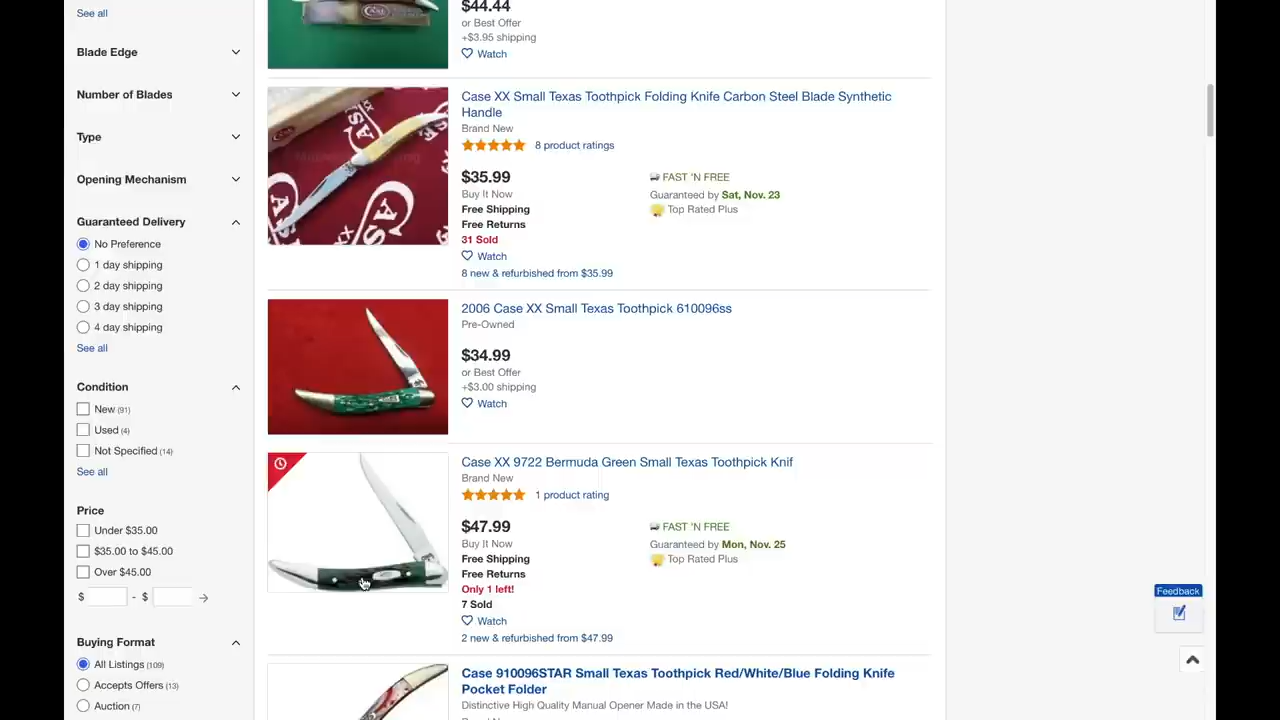 See all
Blade Edge
Number of Blades
Type
Opening Mechanism
Guaranteed Delivery
No Preference
1 day shipping
2 day shipping
3 day shipping
4 day shipping
See all
Condition
New (91)
Used (4)
Not Specified (14)
See all
Price
Under $35.00
$35.00 to $45.00
Over $45.00
$ - $
Buying Format
All Listings (109)
Accepts Offers (13)
Auction (7)
$44.44
or Best Offer
+$3.95 shipping
Watch
Case XX Small Texas Toothpick Folding Knife Carbon Steel Blade Synthetic
Handle
Brand New
8 product ratings
$35.99
Buy It Now
Free Shipping
Free Returns
31 Sold
Watch
8 new & refurbished from $35.99
FAST 'N FREE
Guaranteed by Sat, Nov. 23
Top Rated Plus
2006 Case XX Small Texas Toothpick 610096ss
Pre-Owned
$34.99
or Best Offer
+$3.00 shipping
Watch
Case XX 9722 Bermuda Green Small Texas Toothpick Knif
Brand New
1 product rating
$47.99
Buy It Now
Free Shipping
Free Returns
Only 1 left!
7 Sold
Watch
2 new & refurbished from $47.99
FAST 'N FREE
Guaranteed by Mon, Nov. 25
Top Rated Plus
Case 910096STAR Small Texas Toothpick Red/White/Blue Folding Knife
Pocket Folder
Distinctive High Quality Manual Opener Made in the USA!
Feedback